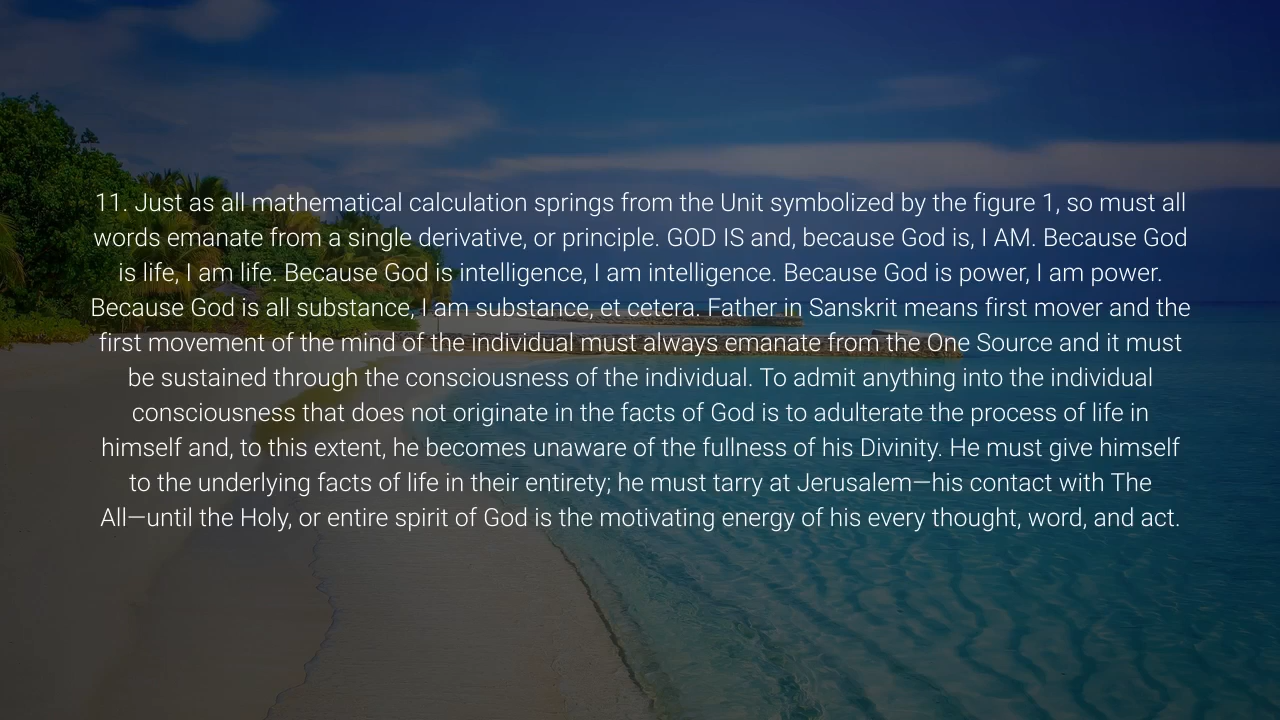 11. Just as all mathematical calculation springs from the Unit symbolized by the figure 1, so must all
words emanate from a single derivative, or principle. GOD IS and, because God is, I AM. Because God
is life, I am life. Because God is intelligence, I am intelligence. Because God is power, I am power.
Because God is all substance, I am substance, et cetera. Father in Sanskrit means first mover and the
first movement of the mind of the individual must always emanate from the One Source and it must
be sustained through the consciousness of the individual. To admit anything into the individual
consciousness that does not originate in the facts of God is to adulterate the process of life in
himself and, to this extent, he becomes unaware of the fullness of his Divinity. He must give himself
to the underlying facts of life in their entirety; he must tarry at Jerusalem—his contact with The
All—until the Holy, or entire spirit of God is the motivating energy of his every thought, word, and act.